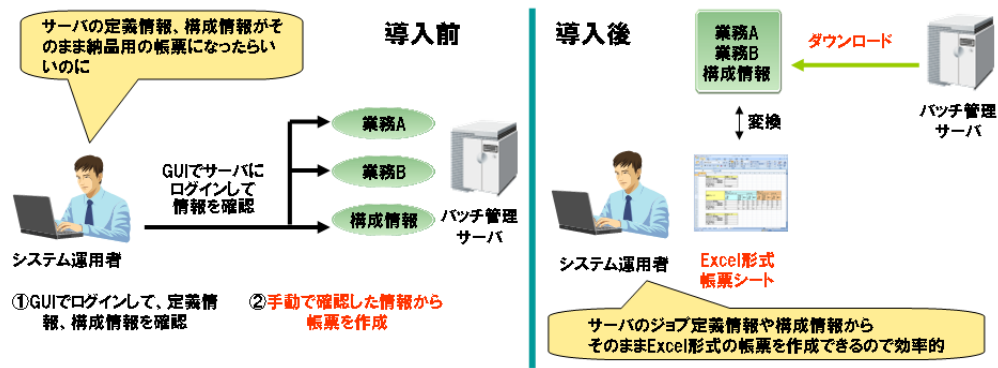 サーバの定義情報、構成情報がそ
のまま納品用の帳票になったらい
いのに
導入前
業務A
業務B
構成情報
GUIでサーバに
ログインして
情報を確認
バッチ管理
サーバ
システム運用者
①GUIでログインして、定義情
報、構成情報を確認
②手動で確認した情報から
帳票を作成
導入後
業務A
業務B
構成情報
ダウンロード
バッチ管理
サーバ
変換
システム運用者
Excel形式
帳票シート
サーバのジョブ定義情報や構成情報から
そのままExcel形式の帳票を作成できるので効率的